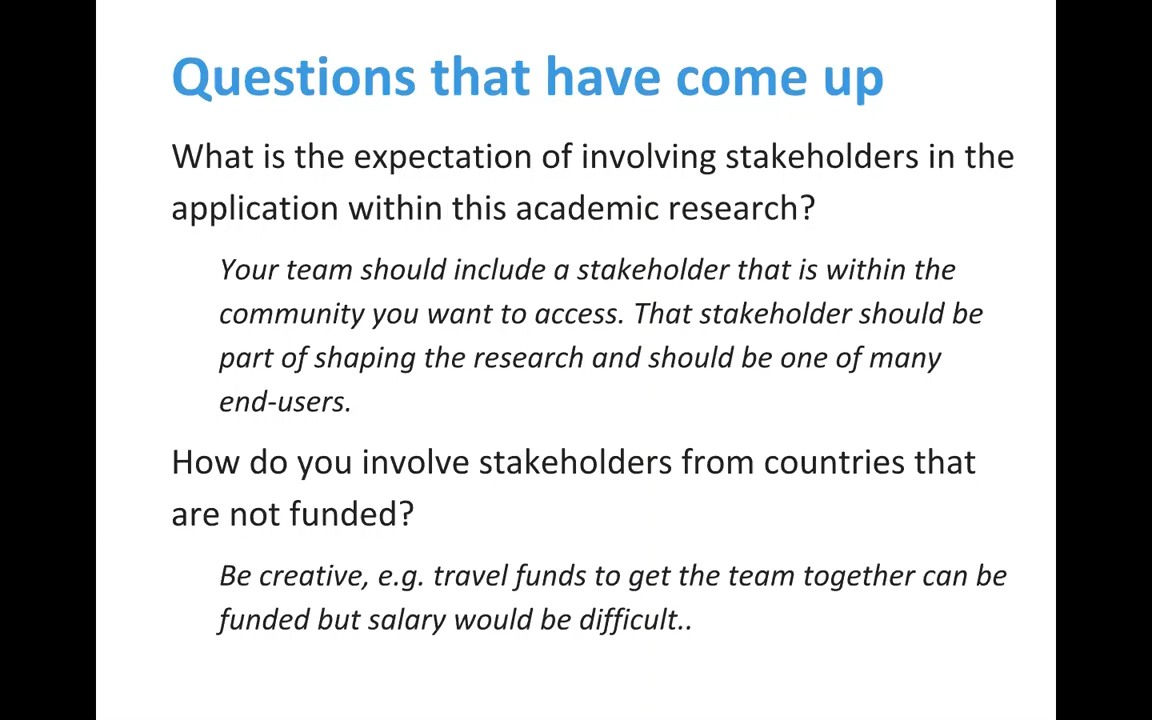 Questions that have come up
What is the expectation of involving stakeholders in the
application within this academic research?
Your team should include a stakeholder that is within the
community you want to access. That stakeholder should be
part of shaping the research and should be one of many
end-users.
How do you involve stakeholders from countries that
are not funded?
Be creative, e.g. travel funds to get the team together can be
funded but salary would be difficult..